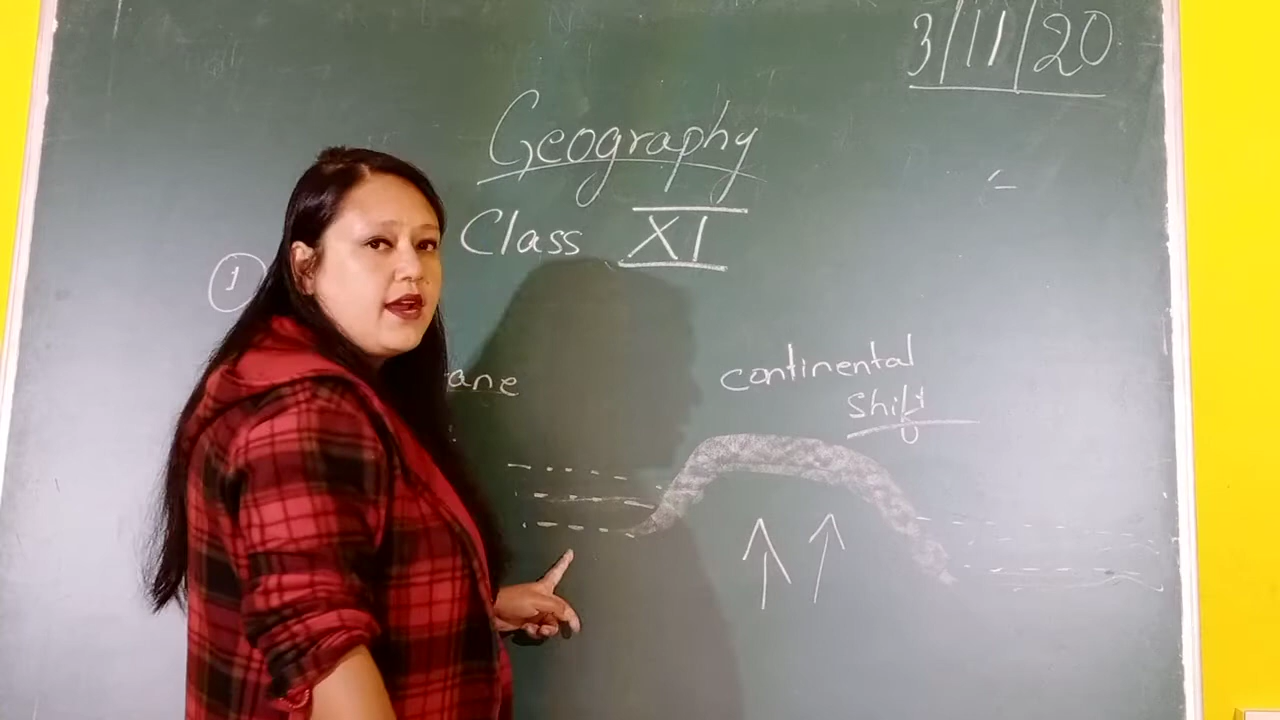 3/11/20
Geography
Class XI
1
ane
continental
Shift